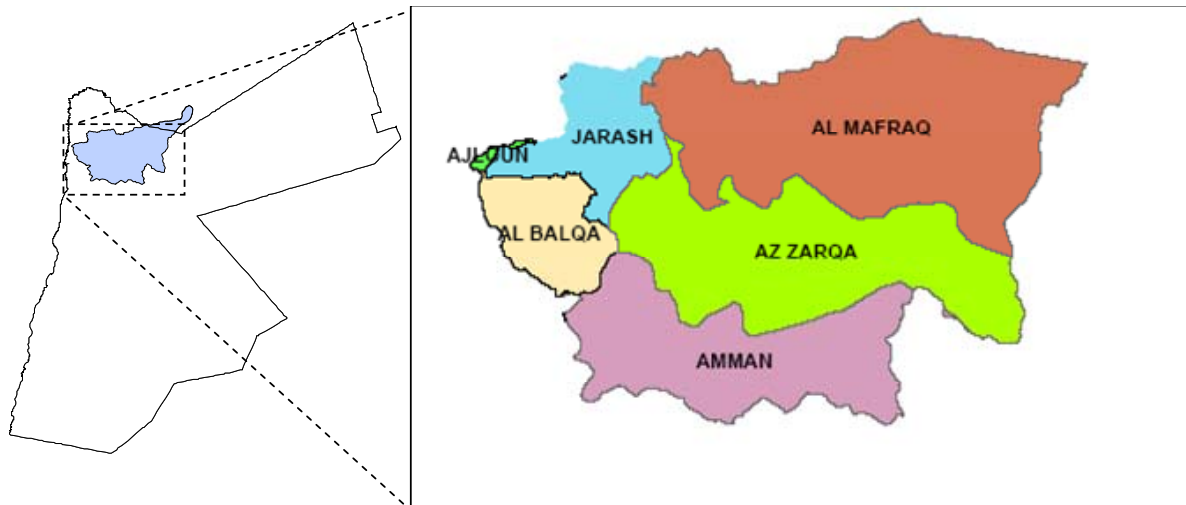 AL MAFRAQ
JARASH
AJLOUN
AL BALQA
AZ ZARQA
AMMAN